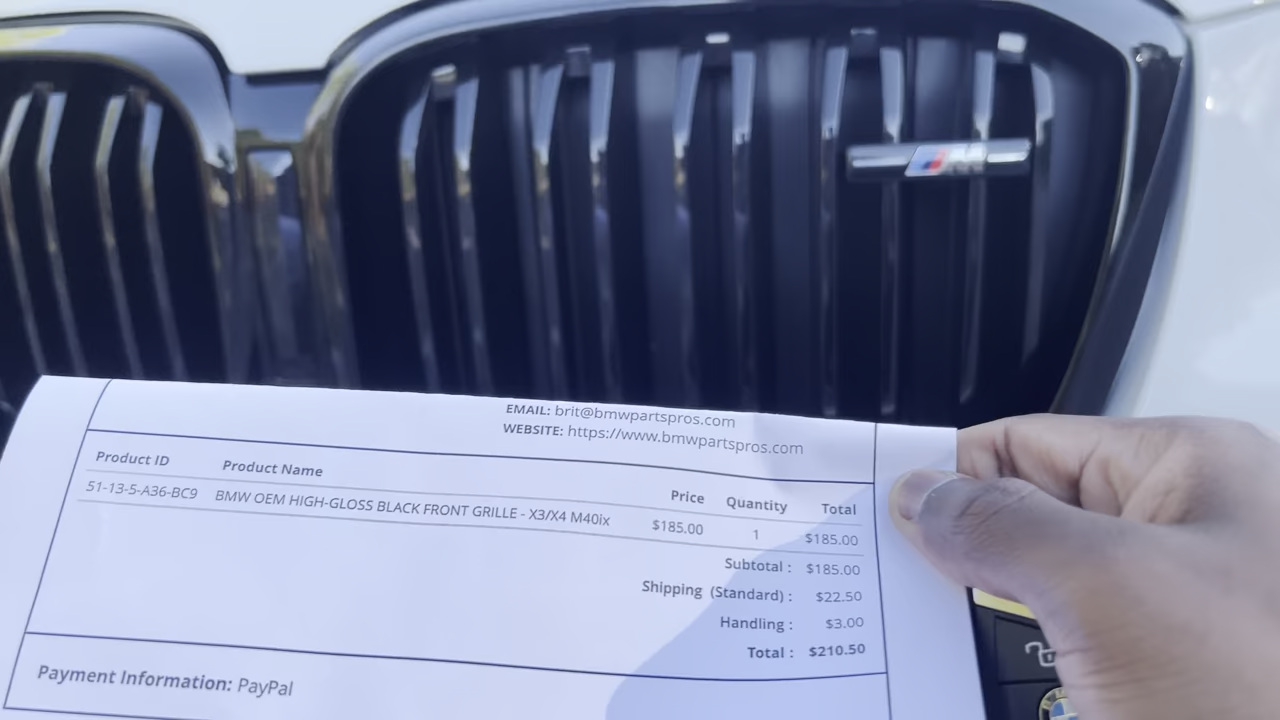 M
EMAIL: brit@bmwpartspros.com
WEBSITE: https://www.bmwpartspros.com
Product ID Product Name Price Quantity Total
51-13-5-A36-BC9 BMW OEM HIGH-GLOSS BLACK FRONT GRILLE - X3/X4 M40ix $185.00 1 $185.00
Subtotal : $185.00
Shipping (Standard) : $22.50
Handling : $3.00
Total : $210.50
Payment Information: PayPal